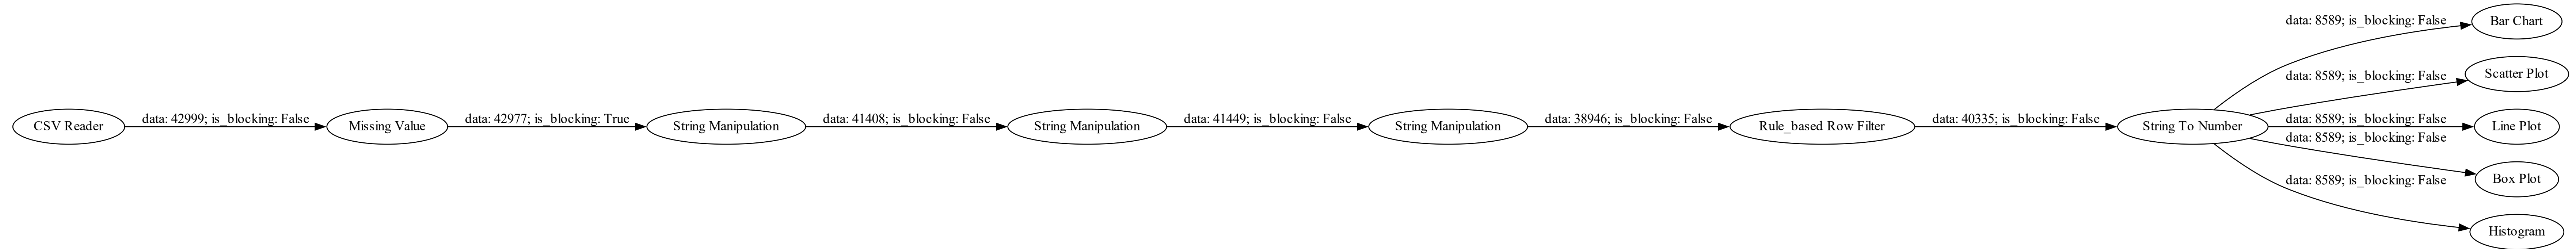 CSV Reader
data: 42999; is_blocking: False
Missing Value
data: 42977; is_blocking: True
String Manipulation
data: 41408; is_blocking: False
String Manipulation
data: 41449; is_blocking: False
String Manipulation
data: 38946; is_blocking: False
Rule_based Row Filter
data: 40335; is_blocking: False
String To Number
data: 8589; is_blocking: False
Bar Chart
data: 8589; is_blocking: False
Scatter Plot
data: 8589; is_blocking: False
Line Plot
data: 8589; is_blocking: False
Box Plot
data: 8589; is_blocking: False
Histogram